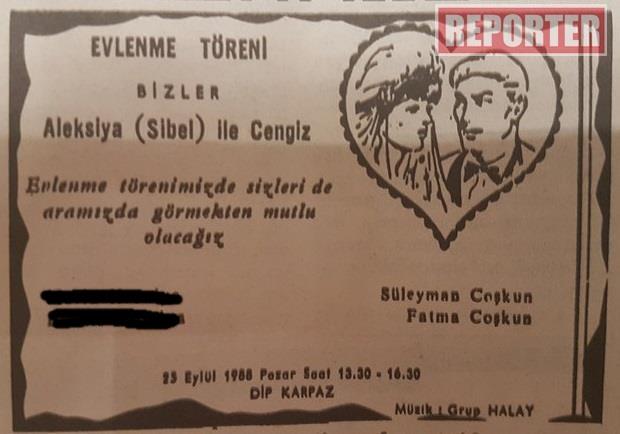 REPORTER
EVLENME TÖRENİ
BİZLER
Aleksiya (Sibel) ile Cengiz
Evlenme törenimizde sizleri de
aramızda görmekten mutlu
olacağız
Süleyman Coşkun
Fatma Coşkun
25 Eylül 1988 Pazar Saat 13.30 - 16.30
DİP KARPAZ
Müzik : Grup HALAY